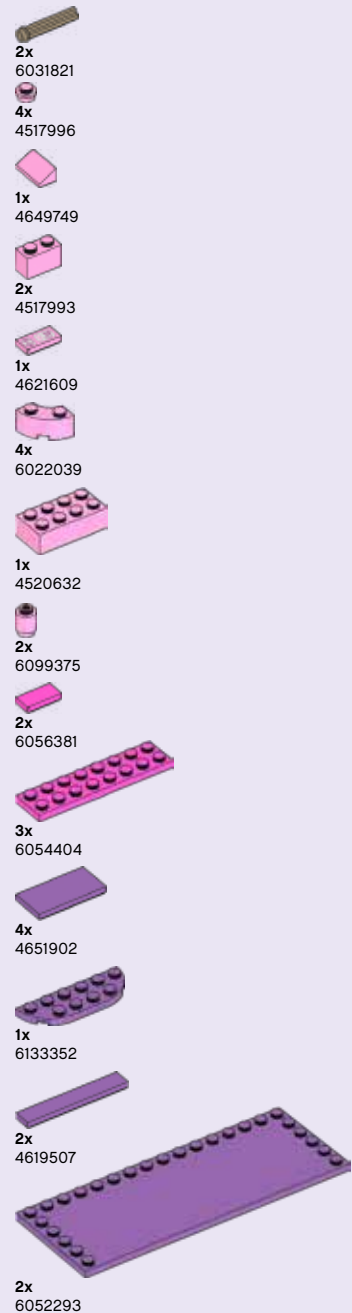 2x
6031821
4x
4517996
1x
4649749
2x
4517993
1x
4621609
4x
6022039
1x
4520632
2x
6099375
2x
6056381
3x
6054404
4x
4651902
1x
6133352
2x
4619507
2x
6052293